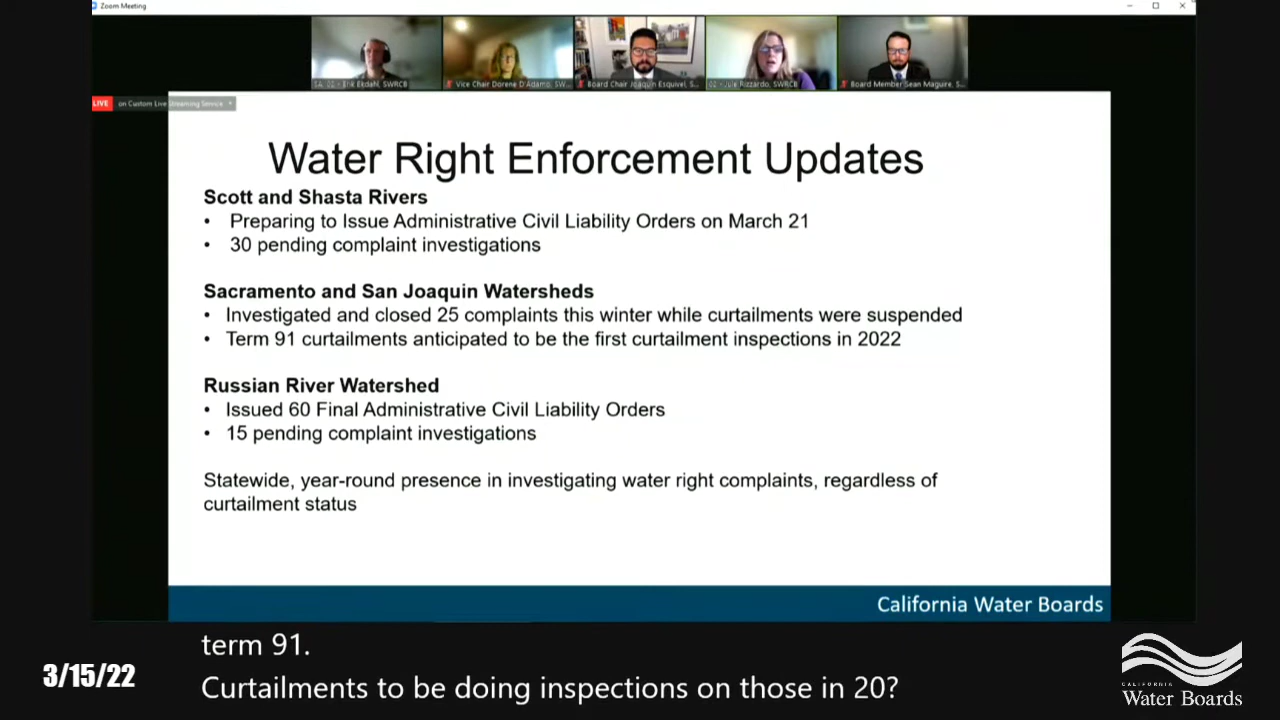 Zoom Meeting
Erik Ekdahl, SWRCB
Vice Chair Dorene D'Adamo, SW...
Board Chair Joaquin Esquivel, S...
Rizzardo, SWRCB
Board Member Sean Maguire, S...
LIVE on Custom Live Streaming Service
Water Right Enforcement Updates
Scott and Shasta Rivers
• Preparing to Issue Administrative Civil Liability Orders on March 21
• 30 pending complaint investigations
Sacramento and San Joaquin Watersheds
• Investigated and closed 25 complaints this winter while curtailments were suspended
• Term 91 curtailments anticipated to be the first curtailment inspections in 2022
Russian River Watershed
• Issued 60 Final Administrative Civil Liability Orders
• 15 pending complaint investigations
Statewide, year-round presence in investigating water right complaints, regardless of
curtailment status
California Water Boards
term 91.
Curtailments to be doing inspections on those in 20?
3/15/22
CALIFORNIA
Water Boards